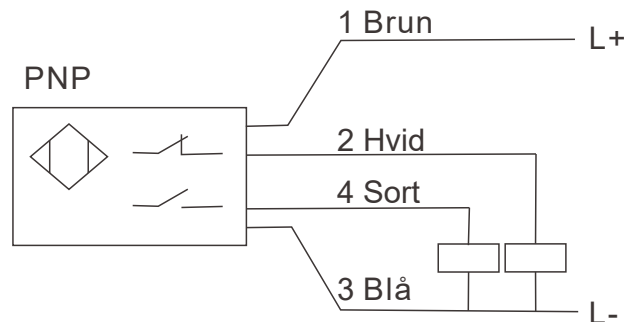 1 Brun
L+
PNP
2 Hvid
4 Sort
3 Blå
L-